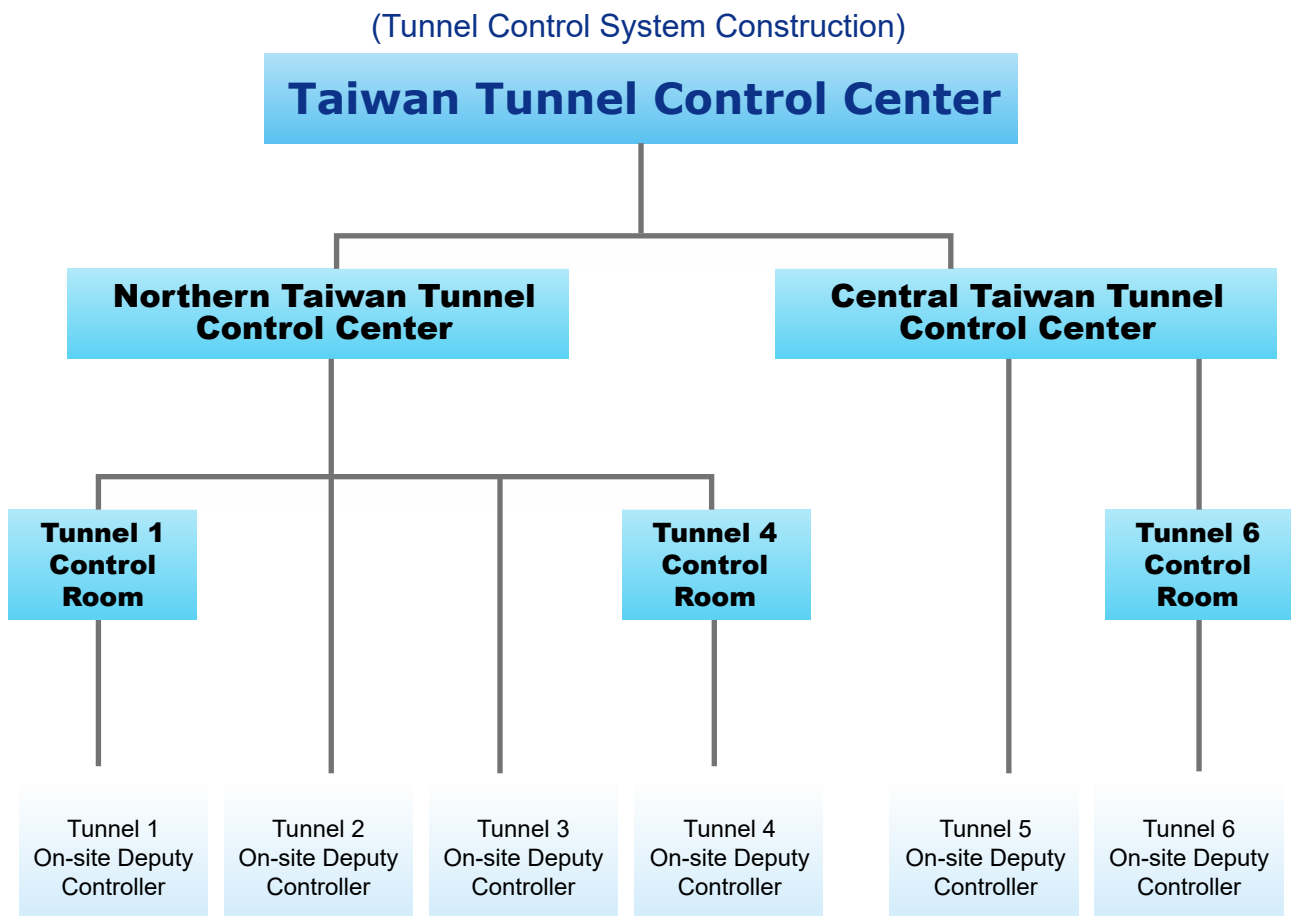 (Tunnel Control System Construction)
Taiwan Tunnel Control Center
Northern Taiwan Tunnel
Control Center
Central Taiwan Tunnel
Control Center
Tunnel 1
Control
Room
Tunnel 4
Control
Room
Tunnel 6
Control
Room
Tunnel 1
On-site Deputy
Controller
Tunnel 2
On-site Deputy
Controller
Tunnel 3
On-site Deputy
Controller
Tunnel 4
On-site Deputy
Controller
Tunnel 5
On-site Deputy
Controller
Tunnel 6
On-site Deputy
Controller